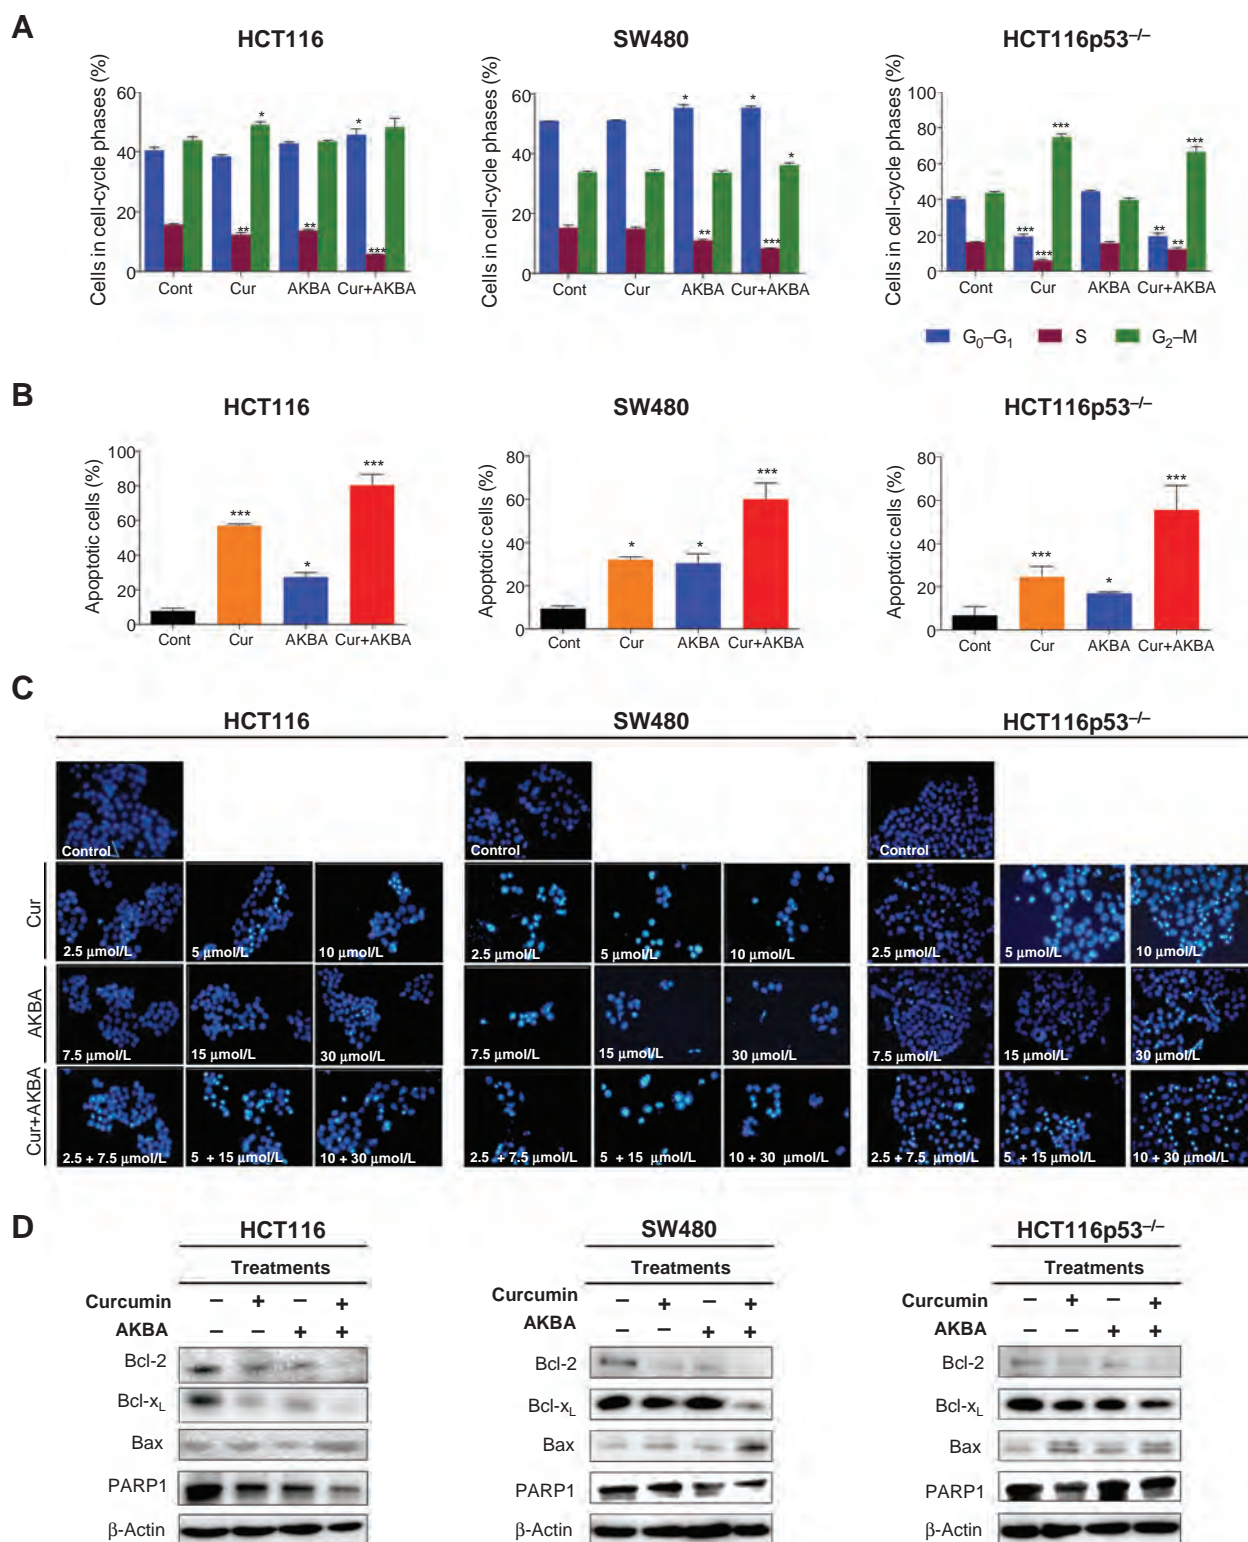 A
HCT116 SW480 HCT116p53–/–
Cells in cell-cycle phases (%) Cells in cell-cycle phases (%) Cells in cell-cycle phases (%)
60 60 100
80
40 40 60
40
20 20 20
0 0 0
* * * * * *** ***
** ** *** ** *** *** *** ** **
Cont Cur AKBA Cur+AKBA Cont Cur AKBA Cur+AKBA Cont Cur AKBA Cur+AKBA
G0–G1 S G2–M
B
HCT116 SW480 HCT116p53–/–
Apoptotic cells (%) Apoptotic cells (%) Apoptotic cells (%)
100 80 80
80 60 60
60 40 40
40 20 20
20 0 0
0
*** * *** * * *** *** * ***
Cont Cur AKBA Cur+AKBA Cont Cur AKBA Cur+AKBA Cont Cur AKBA Cur+AKBA
C
HCT116 SW480 HCT116p53–/–
Control Control Control
Cur
2.5 μmol/L 5 μmol/L 10 μmol/L 2.5 μmol/L 5 μmol/L 10 μmol/L 2.5 μmol/L 5 μmol/L 10 μmol/L
AKBA
7.5 μmol/L 15 μmol/L 30 μmol/L 7.5 μmol/L 15 μmol/L 30 μmol/L 7.5 μmol/L 15 μmol/L 30 μmol/L
Cur+AKBA
2.5 + 7.5 μmol/L 5 + 15 μmol/L 10 + 30 μmol/L 2.5 + 7.5 μmol/L 5 + 15 μmol/L 10 + 30 μmol/L 2.5 + 7.5 μmol/L 5 + 15 μmol/L 10 + 30 μmol/L
D
HCT116 SW480 HCT116p53–/–
Treatments Treatments Treatments
Curcumin – + – + Curcumin – + – + Curcumin – + – +
AKBA – – + + AKBA – – + + AKBA – – + +
Bcl-2 Bcl-2 Bcl-2
Bcl-xL Bcl-xL Bcl-xL
Bax Bax Bax
PARP1 PARP1 PARP1
β-Actin β-Actin β-Actin